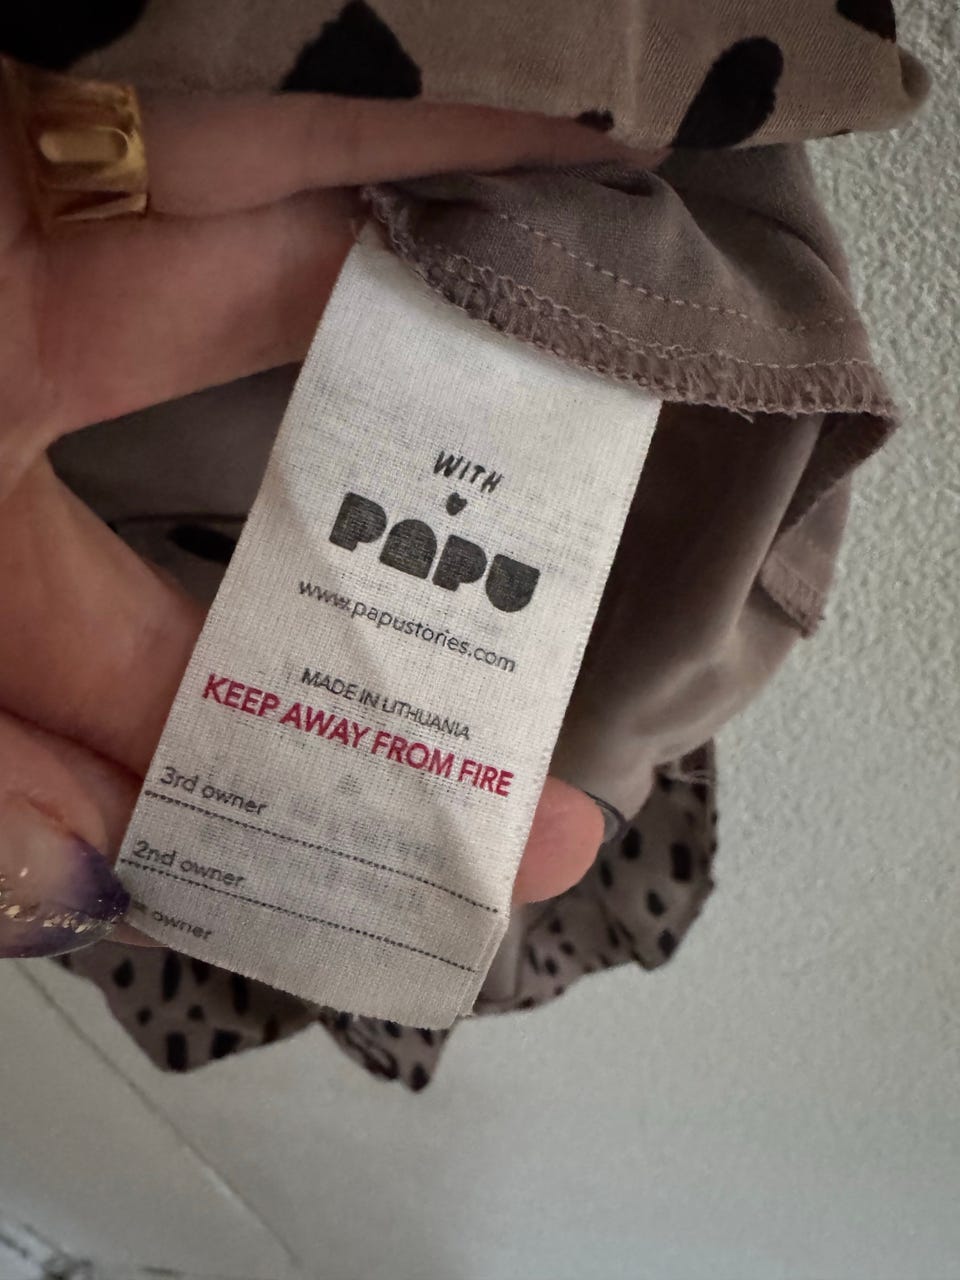 WITH
PAPU
www.papustories.com
MADE IN LITHUANIA
KEEP AWAY FROM FIRE
3rd owner
2nd owner
owner